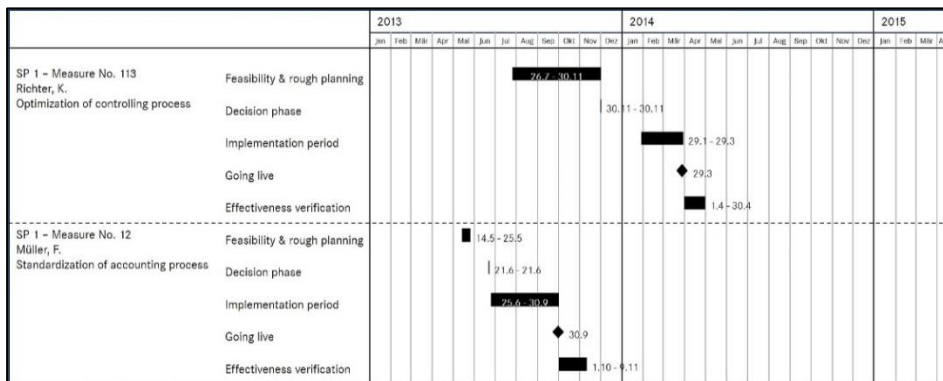 2013 2014 2015
Jan Feb Mär Apr Mai Jun Jul Aug Sep Okt Nov Dez Jan Feb Mär Apr Mai Jun Jul Aug Sep Okt Nov Dez Jan Feb Mär A
SP 1 – Measure No. 113
Richter, K.
Optimization of controlling process
Feasibility & rough planning 26.7 - 30.11
Decision phase 30.11 - 30.11
Implementation period 29.1 - 29.3
Going live 29.3
Effectiveness verification 1.4 - 30.4
SP 1 – Measure No. 12
Müller, F.
Standardization of accounting process
Feasibility & rough planning 14.5 - 25.5
Decision phase 21.6 - 21.6
Implementation period 25.6 - 30.9
Going live 30.9
Effectiveness verification 1.10 - 9.11